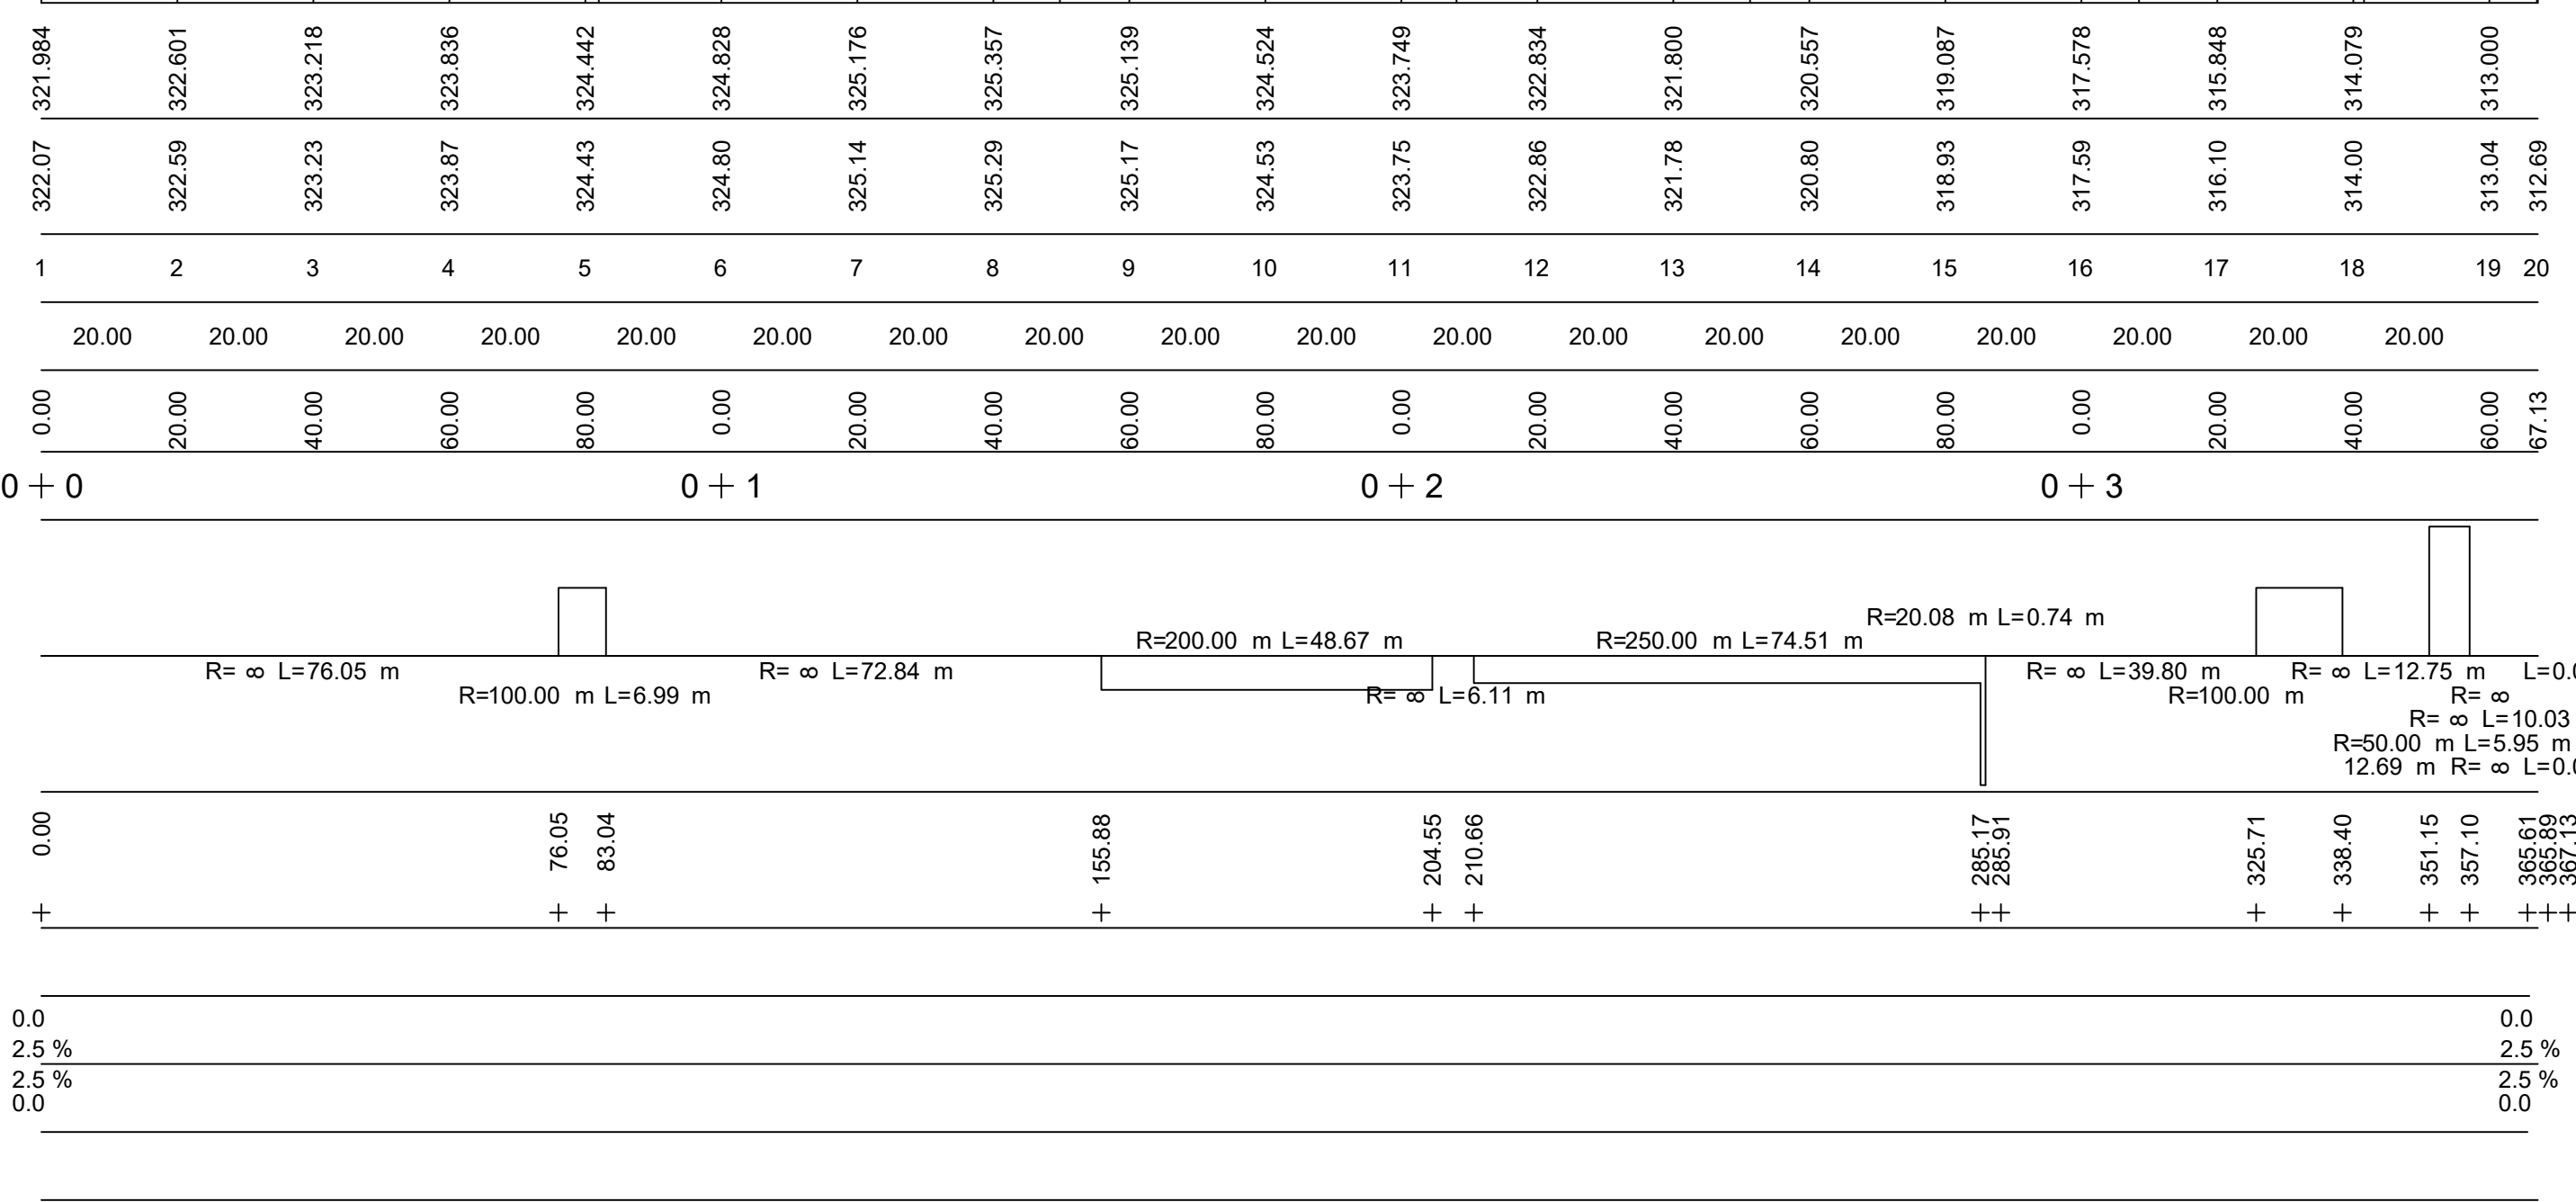 321.984 322.601 323.218 323.836 324.442 324.828 325.176 325.357 325.139 324.524 323.749 322.834 321.800 320.557 319.087 317.578 315.848 314.079 313.000
322.07 322.59 323.23 323.87 324.43 324.80 325.14 325.29 325.17 324.53 323.75 322.86 321.78 320.80 318.93 317.59 316.10 314.00 313.04 312.69
1 2 3 4 5 6 7 8 9 10 11 12 13 14 15 16 17 18 19 20
20.00 20.00 20.00 20.00 20.00 20.00 20.00 20.00 20.00 20.00 20.00 20.00 20.00 20.00 20.00 20.00 20.00 20.00
0.00 20.00 40.00 60.00 80.00 0.00 20.00 40.00 60.00 80.00 0.00 20.00 40.00 60.00 80.00 0.00 20.00 40.00 60.00 67.13
0+0 0+1 0+2 0+3
R=20.08 m L=0.74 m
R=200.00 m L=48.67 m R=250.00 m L=74.51 m
R= ∞ L=76.05 m R= ∞ L=72.84 m R= ∞ L=39.80 m R= ∞ L=12.75 m L=0.0
R=100.00 m L=6.99 m R= ∞ L=6.11 m R=100.00 m R= ∞
R= ∞ L=10.03
R=50.00 m L=5.95 m
12.69 m R= ∞ L=0.0
0.00 76.05 83.04 155.88 204.55 210.66 285.17 285.91 325.71 338.40 351.15 357.10 365.61 365.89 367.13
0.0 0.0
2.5 % 2.5 %
2.5 % 2.5 %
0.0 0.0